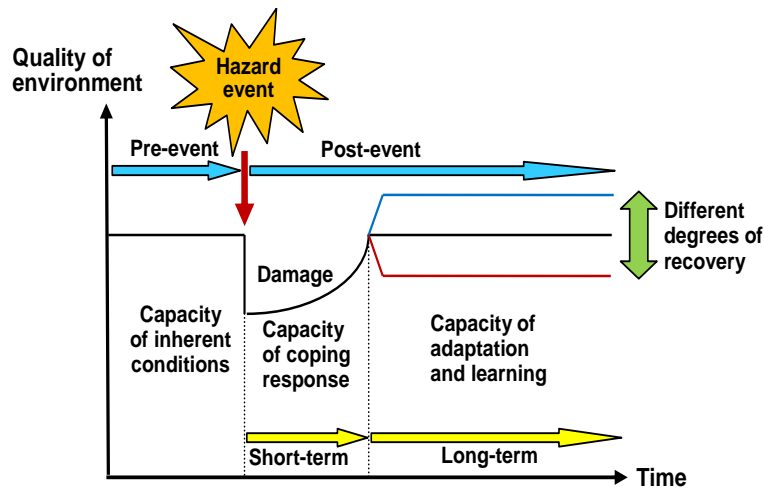 Quality of
environment
Hazard
event
Pre-event
Post-event
Different
degrees of
recovery
Damage
Capacity
of inherent
conditions
Capacity
of coping
response
Capacity of
adaptation
and learning
Short-term
Long-term
Time